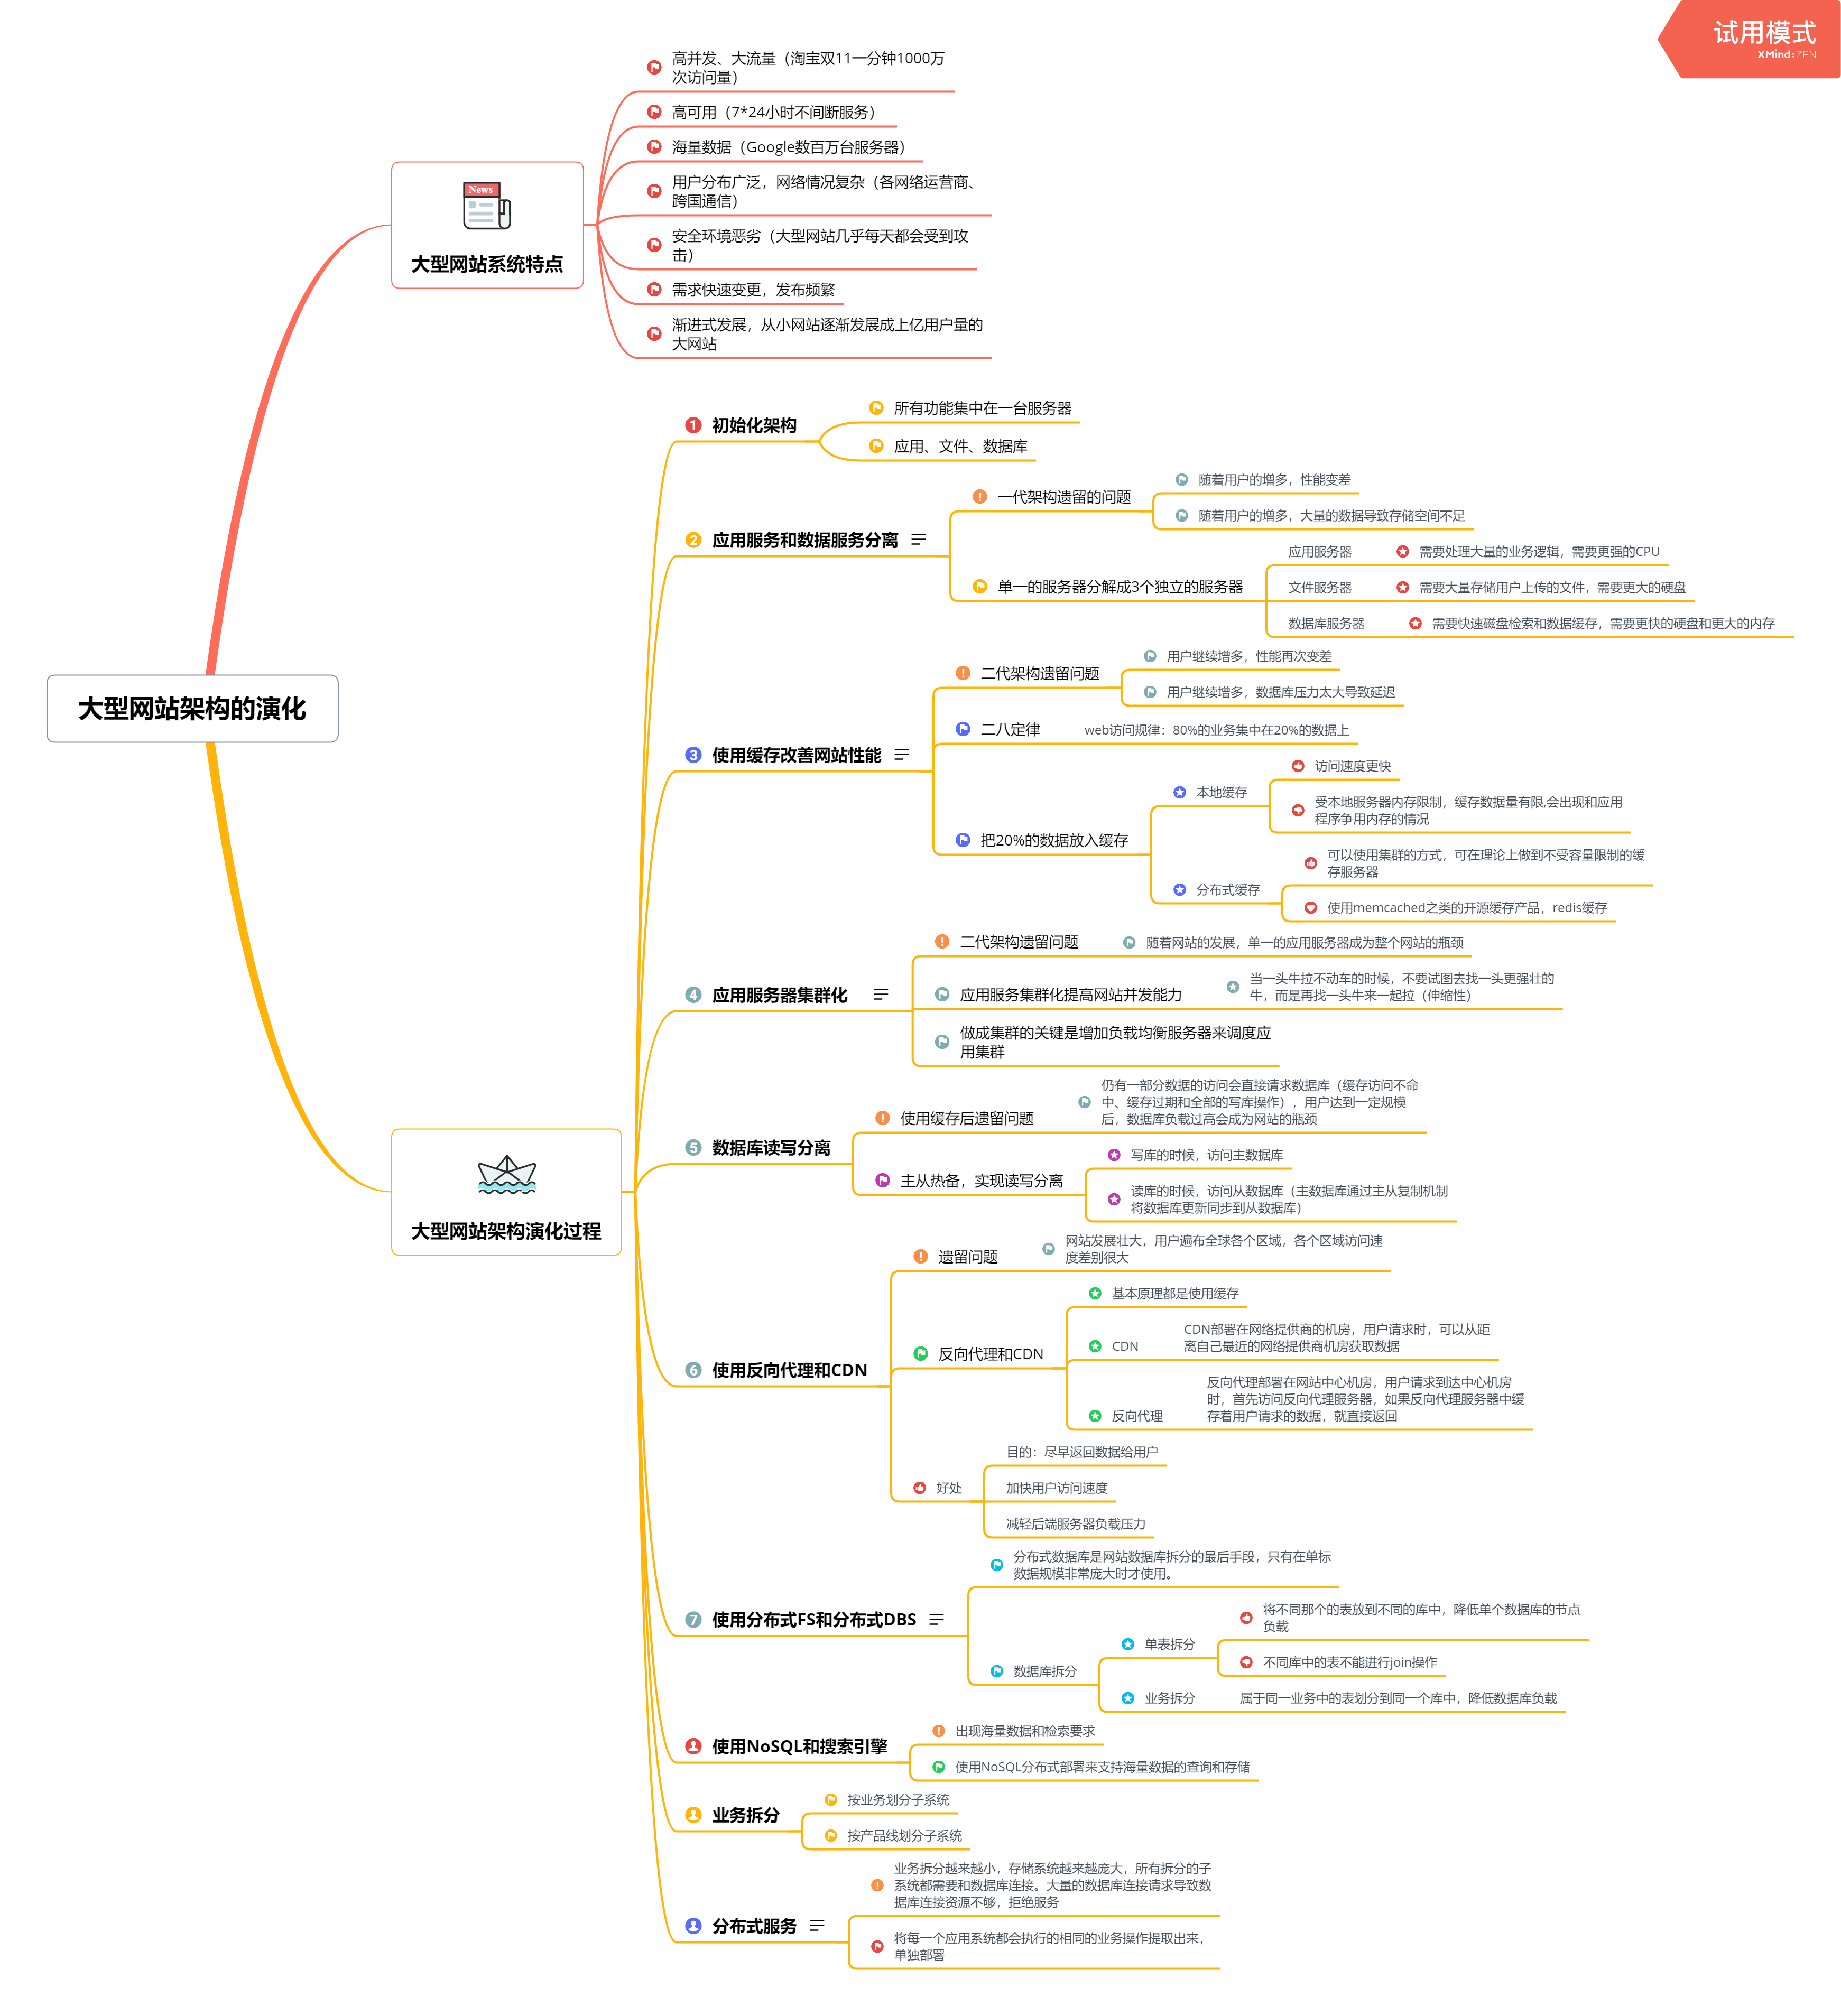 试用模式
XMind:ZEN
高并发、大流量（淘宝双11一分钟1000万
次访问量）
高可用（7*24小时不间断服务）
海量数据（Google数百万台服务器）
用户分布广泛，网络情况复杂（各网络运营商、
跨国通信）
安全环境恶劣（大型网站几乎每天都会受到攻
击）
需求快速变更，发布频繁
渐进式发展，从小网站逐渐发展成上亿用户量的
大网站
News
大型网站系统特点
大型网站架构的演化
大型网站架构演化过程
1
初始化架构
所有功能集中在一台服务器
应用、文件、数据库
2
应用服务和数据服务分离
一代架构遗留的问题
随着用户的增多，性能变差
随着用户的增多，大量的数据导致存储空间不足
单一的服务器分解成3个独立的服务器
应用服务器
需要处理大量的业务逻辑，需要更强的CPU
文件服务器
需要大量存储用户上传的文件，需要更大的硬盘
数据库服务器
需要快速磁盘检索和数据缓存，需要更快的硬盘和更大的内存
3
使用缓存改善网站性能
二代架构遗留问题
用户继续增多，性能再次变差
用户继续增多，数据库压力太大导致延迟
二八定律
web访问规律：80%的业务集中在20%的数据上
把20%的数据放入缓存
本地缓存
访问速度更快
受本地服务器内存限制，缓存数据量有限,会出现和应用
程序争用内存的情况
分布式缓存
可以使用集群的方式，可在理论上做到不受容量限制的缓
存服务器
使用memcached之类的开源缓存产品，redis缓存
4
应用服务器集群化
二代架构遗留问题
随着网站的发展，单一的应用服务器成为整个网站的瓶颈
应用服务集群化提高网站并发能力
当一头牛拉不动车的时候，不要试图去找一头更强壮的
牛，而是再找一头牛来一起拉（伸缩性）
做成集群的关键是增加负载均衡服务器来调度应
用集群
5
数据库读写分离
使用缓存后遗留问题
仍有一部分数据的访问会直接请求数据库（缓存访问不命
中、缓存过期和全部的写库操作），用户达到一定规模
后，数据库负载过高会成为网站的瓶颈
主从热备，实现读写分离
写库的时候，访问主数据库
读库的时候，访问从数据库（主数据库通过主从复制机制
将数据库更新同步到从数据库）
6
使用反向代理和CDN
遗留问题
网站发展壮大，用户遍布全球各个区域，各个区域访问速
度差别很大
反向代理和CDN
基本原理都是使用缓存
CDN
CDN部署在网络提供商的机房，用户请求时，可以从距
离自己最近的网络提供商机房获取数据
反向代理
反向代理部署在网站中心机房，用户请求到达中心机房
时，首先访问反向代理服务器，如果反向代理服务器中缓
存着用户请求的数据，就直接返回
好处
目的：尽早返回数据给用户
加快用户访问速度
减轻后端服务器负载压力
7
使用分布式FS和分布式DBS
分布式数据库是网站数据库拆分的最后手段，只有在单标
数据规模非常庞大时才使用。
数据库拆分
单表拆分
将不同那个的表放到不同的库中，降低单个数据库的节点
负载
不同库中的表不能进行join操作
业务拆分
属于同一业务中的表划分到同一个库中，降低数据库负载
使用NoSQL和搜索引擎
出现海量数据和检索要求
使用NoSQL分布式部署来支持海量数据的查询和存储
业务拆分
按业务划分子系统
按产品线划分子系统
分布式服务
业务拆分越来越小，存储系统越来越庞大，所有拆分的子
系统都需要和数据库连接。大量的数据库连接请求导致数
据库连接资源不够，拒绝服务
将每一个应用系统都会执行的相同的业务操作提取出来，
单独部署